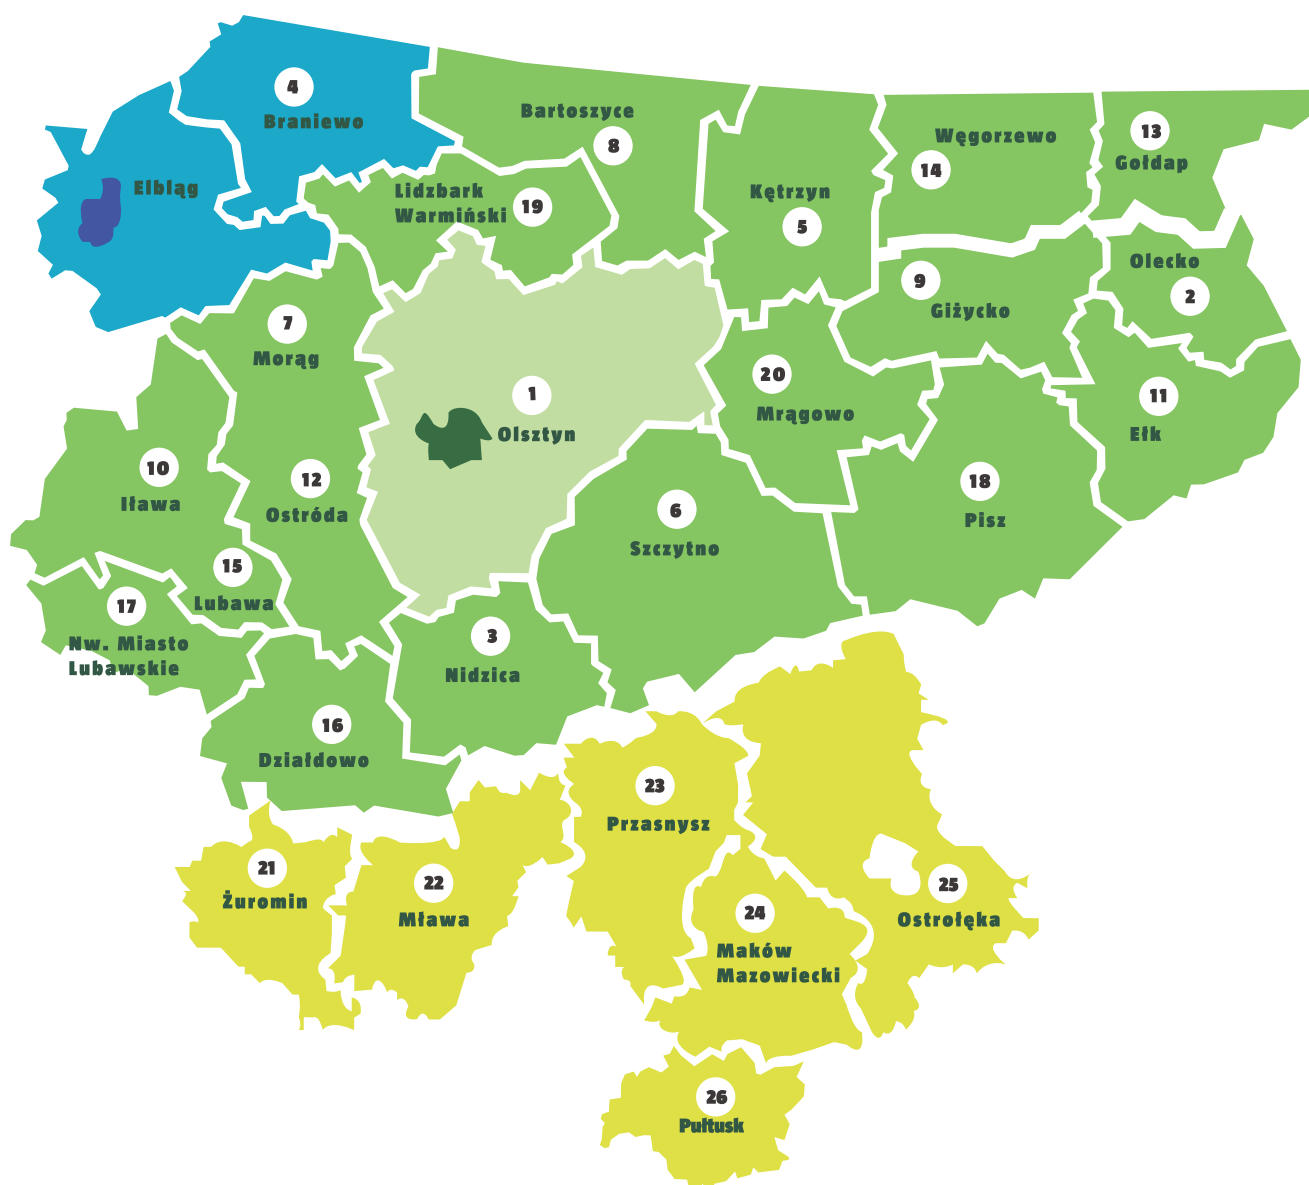 4
Braniewo
Bartoszyce
8
13
Gołdap
Węgorzewo
14
Elbląg
Lidzbark
Warmiński
19
Kętrzyn
5
Olecko
2
9
Giżycko
7
Morąg
20
Mrągowo
1
Olsztyn
11
Ełk
10
Iława
12
Ostróda
18
Pisz
6
Szczytno
15
Lubawa
17
Nw. Miasto
Lubawskie
3
Nidzica
16
Działdowo
23
Przasnysz
21
Żuromin
22
Mława
25
Ostrołęka
24
Maków
Mazowiecki
26
Pułtusk